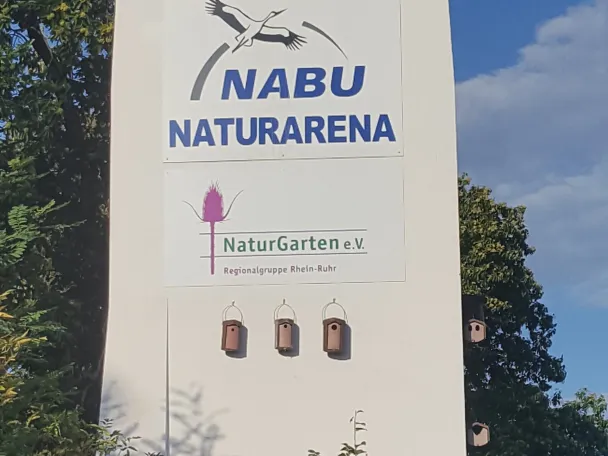 NABU
NATURARENA
NaturGarten e.V.
Regionalgruppe Rhein-Ruhr